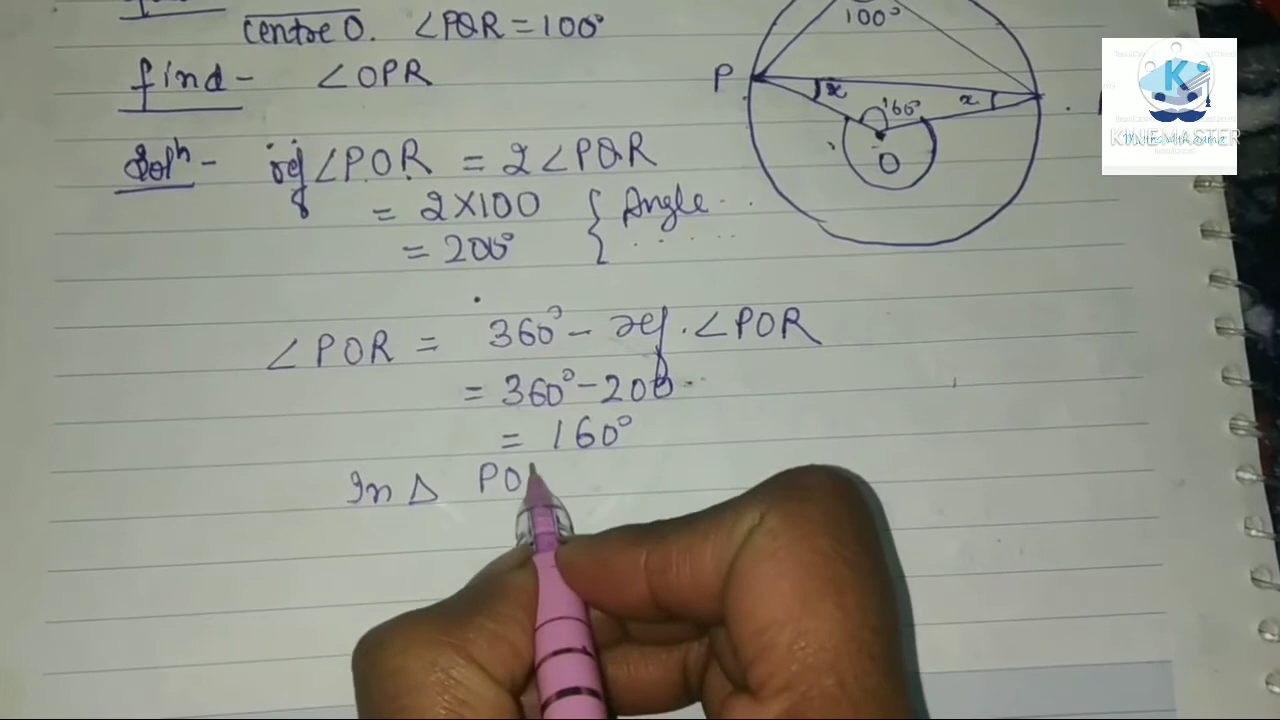 Centre O. ∠PQR = 100°
find - ∠OPR
Solⁿ - ref ∠POR = 2 ∠PQR
= 2×100 { Angle ..
= 200° { .....
∠POR = 360° - ref. ∠POR
= 360° - 200
= 160°
In Δ PO
100°
P
x
160°
x
O
K
KINEMASTER